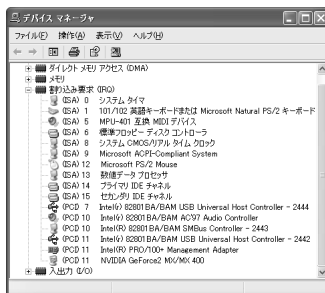 デバイス マネージャ
ファイル(F) 操作(A) 表示(V) ヘルプ(H)
ダイレクト メモリ アクセス (DMA)
メモリ
割り込み要求 (IRQ)
(ISA) 0 システム タイマ
(ISA) 1 101/102 英語キーボードまたは Microsoft Natural PS/2 キーボード
(ISA) 5 MPU-401 互換 MIDI デバイス
(ISA) 6 標準フロッピー ディスク コントローラ
(ISA) 8 システム CMOS/リアル タイム クロック
(ISA) 9 Microsoft ACPI-Compliant System
(ISA) 12 Microsoft PS/2 Mouse
(ISA) 13 数値データ プロセッサ
(ISA) 14 プライマリ IDE チャネル
(ISA) 15 セカンダリ IDE チャネル
(PCI) 7 Intel(r) 82801BA/BAM USB Universal Host Controller - 2444
(PCI) 10 Intel(r) 82801BA/BAM AC'97 Audio Controller
(PCI) 10 Intel(R) 82801BA/BAM SMBus Controller - 2443
(PCI) 11 Intel(r) 82801BA/BAM USB Universal Host Controller - 2442
(PCI) 11 Intel(R) PRO/100+ Management Adapter
(PCI) 11 NVIDIA GeForce2 MX/MX 400
入出力 (I/O)